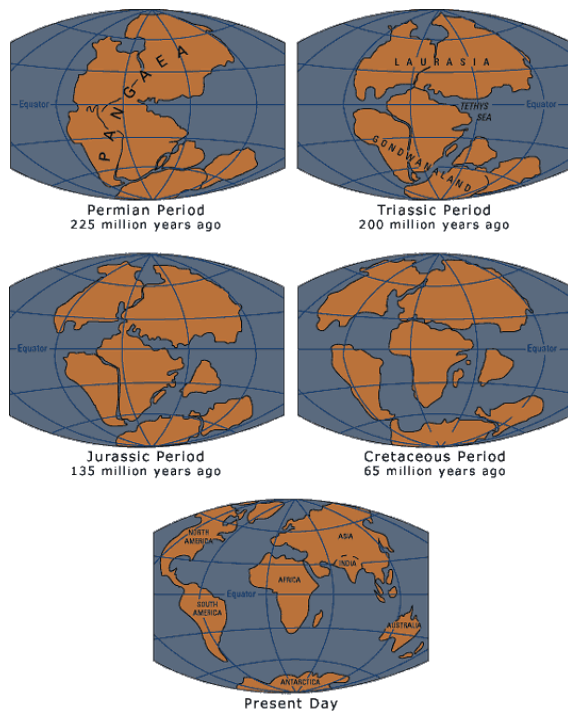 PANGAEA
Equator
Permian Period
225 million years ago
LAURASIA
TETHYS
SEA
Equator
GONDWANALAND
Triassic Period
200 million years ago
Equator
Jurassic Period
135 million years ago
Equator
Cretaceous Period
65 million years ago
NORTH
AMERICA
ASIA
INDIA
AFRICA
Equator
SOUTH
AMERICA
AUSTRALIA
ANTARCTICA
Present Day